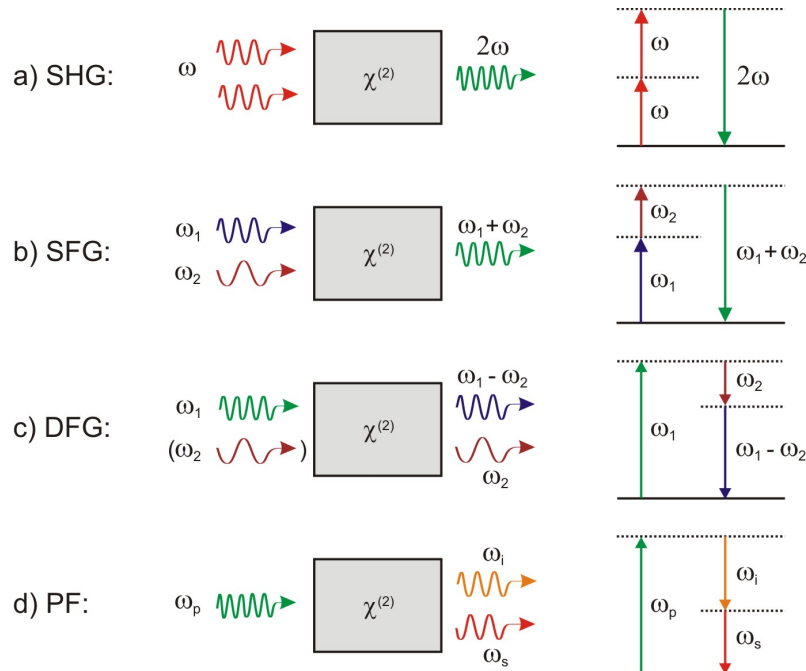 a) SHG:
ω
χ(2)
2ω
ω
ω
2ω
b) SFG:
ω1
ω2
χ(2)
ω1+ω2
ω2
ω1
ω1+ω2
c) DFG:
ω1
(ω2 )
χ(2)
ω1 - ω2
ω2
ω1
ω2
ω1 - ω2
d) PF:
ωp
χ(2)
ωi
ωs
ωp
ωi
ωs